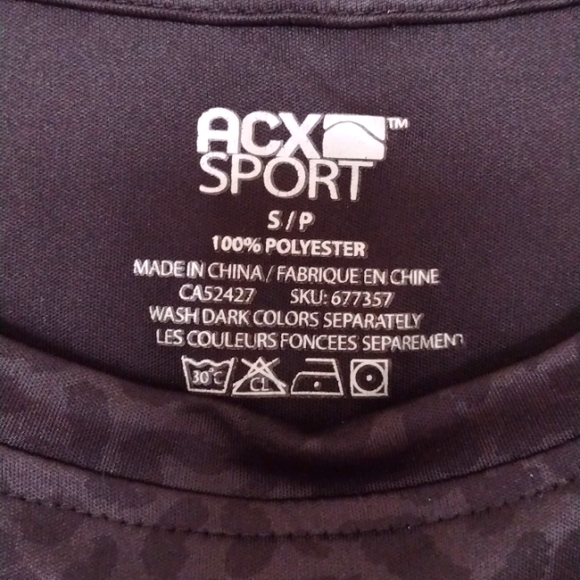 ACX™
SPORT
S/P
100% POLYESTER
MADE IN CHINA / FABRIQUE EN CHINE
CA52427 SKU: 677357
WASH DARK COLORS SEPARATELY
LES COULEURS FONCEES SEPAREMENT
30°C CL